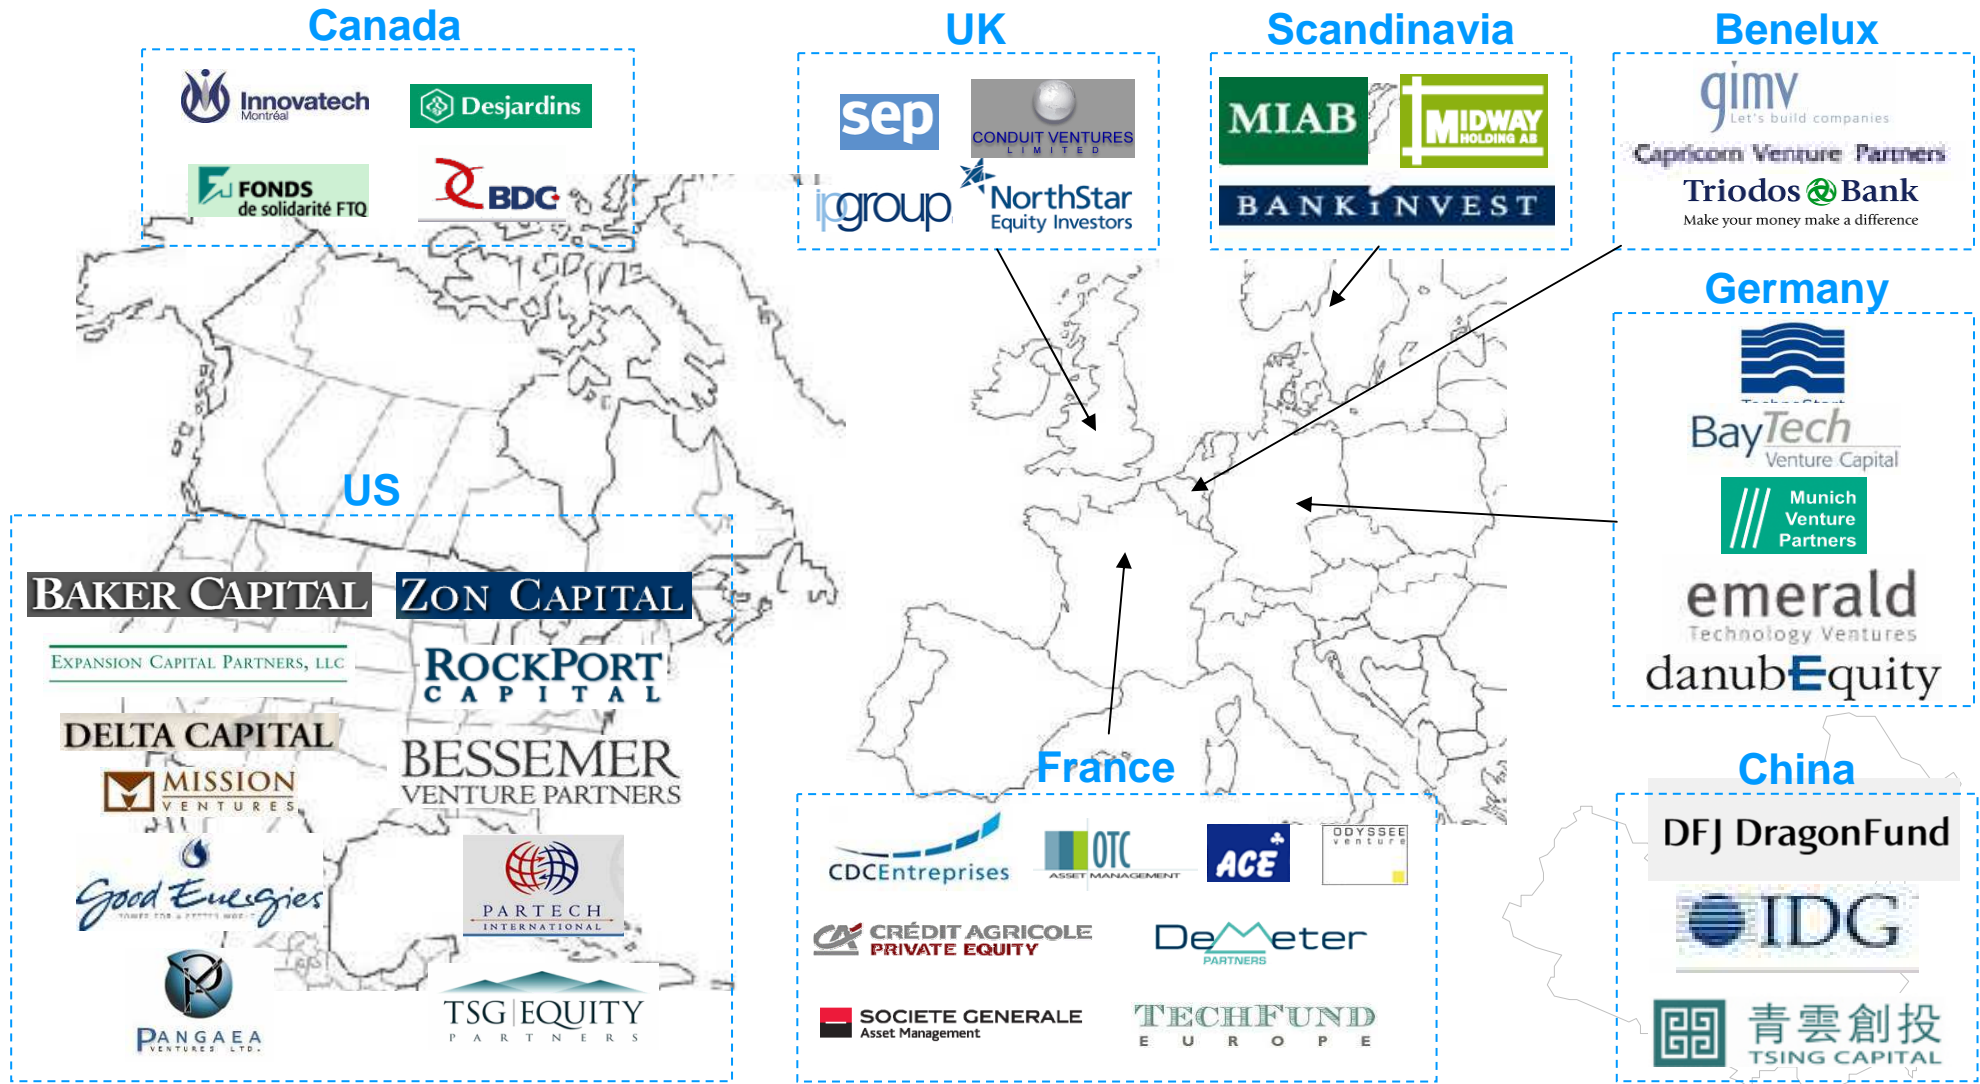 Canada
Innovatech
Montréal
Desjardins
FONDS
de solidarité FTQ
BDC
UK
sep
CONDUIT VENTURES
LIMITED
ipgroup
NorthStar
Equity Investors
Scandinavia
MIAB
MIDWAY
HOLDING AB
BANKiNVEST
Benelux
gimv
Let's build companies
Capricorn Venture Partners
Triodos Bank
Make your money make a difference
Germany
BayTech
Venture Capital
Munich
Venture
Partners
emerald
Technology Ventures
danubEquity
US
BAKER CAPITAL
ZON CAPITAL
EXPANSION CAPITAL PARTNERS, LLC
ROCKPORT
CAPITAL
DELTA CAPITAL
BESSEMER
VENTURE PARTNERS
MISSION
VENTURES
Good Energies
PARTECH
INTERNATIONAL
PANGAEA
VENTURES LTD.
TSG EQUITY
PARTNERS
France
CDCEntreprises
OTC
ASSET MANAGEMENT
ACE
ODYSSEE
venture
CA CRÉDIT AGRICOLE
PRIVATE EQUITY
DeMeter
PARTNERS
SOCIETE GENERALE
Asset Management
TECHFUND
EUROPE
China
DFJ DragonFund
IDG
青雲創投
TSING CAPITAL